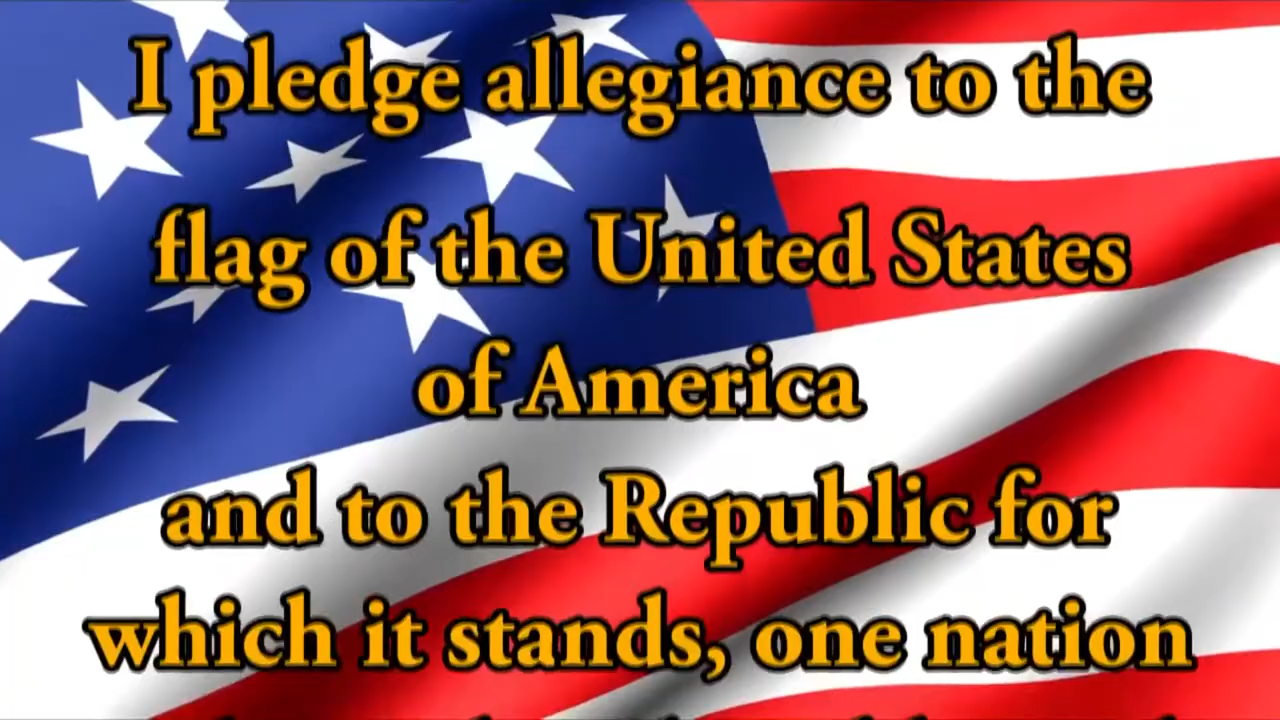 I pledge allegiance to the
flag of the United States
of America
and to the Republic for
which it stands, one nation